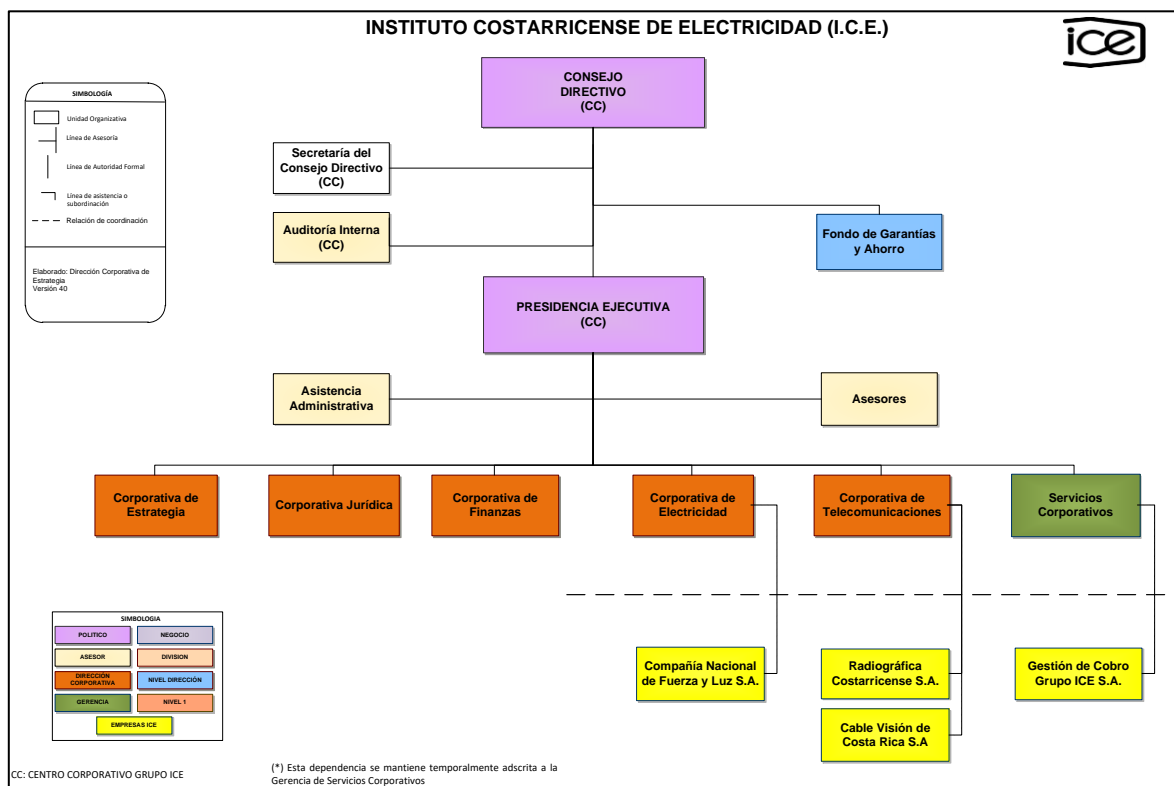 INSTITUTO COSTARRICENSE DE ELECTRICIDAD (I.C.E.)
ice
CONSEJO
DIRECTIVO
(CC)
SIMBOLOGÍA
Unidad Organizativa
Línea de Asesoría
Línea de Autoridad Formal
Línea de asistencia o
subordinación
Relación de coordinación
Elaborado: Dirección Corporativa de
Estrategia
Versión 40
Secretaría del
Consejo Directivo
(CC)
Auditoría Interna
(CC)
Fondo de Garantías
y Ahorro
PRESIDENCIA EJECUTIVA
(CC)
Asistencia
Administrativa
Asesores
Corporativa de
Estrategia
Corporativa Jurídica
Corporativa de
Finanzas
Corporativa de
Electricidad
Corporativa de
Telecomunicaciones
Servicios
Corporativos
Compañía Nacional
de Fuerza y Luz S.A.
Radiográfica
Costarricense S.A.
Gestión de Cobro
Grupo ICE S.A.
Cable Visión de
Costa Rica S.A
SIMBOLOGIA
POLITICO
NEGOCIO
ASESOR
DIVISION
DIRECCIÓN
CORPORATIVA
NIVEL DIRECCIÓN
GERENCIA
NIVEL 1
EMPRESAS ICE
CC: CENTRO CORPORATIVO GRUPO ICE
(*) Esta dependencia se mantiene temporalmente adscrita a la
Gerencia de Servicios Corporativos